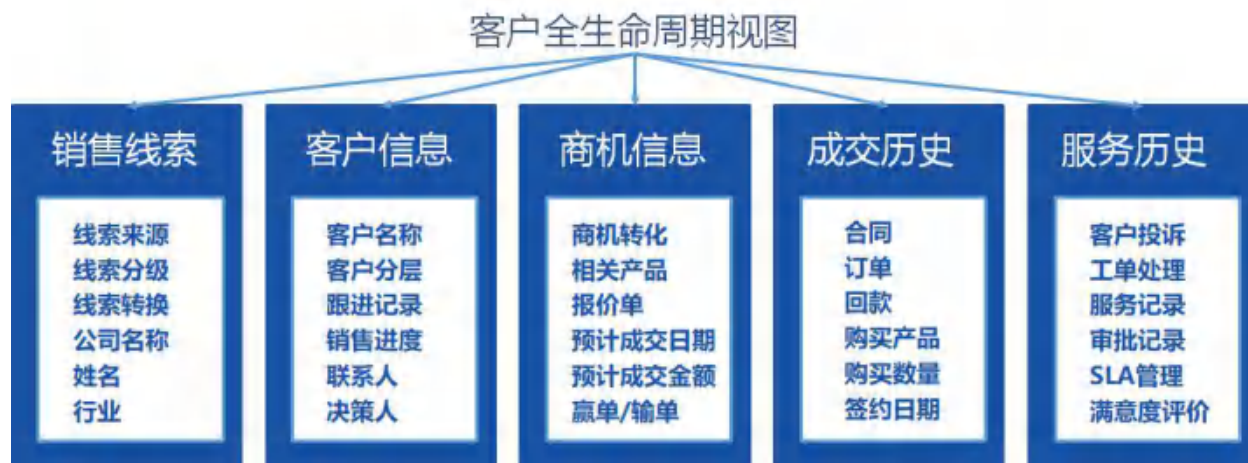 客户全生命周期视图
销售线索
线索来源
线索分级
线索转换
公司名称
姓名
行业
客户信息
客户名称
客户分层
跟进记录
销售进度
联系人
决策人
商机信息
商机转化
相关产品
报价单
预计成交日期
预计成交金额
赢单/输单
成交历史
合同
订单
回款
购买产品
购买数量
签约日期
服务历史
客户投诉
工单处理
服务记录
审批记录
SLA管理
满意度评价